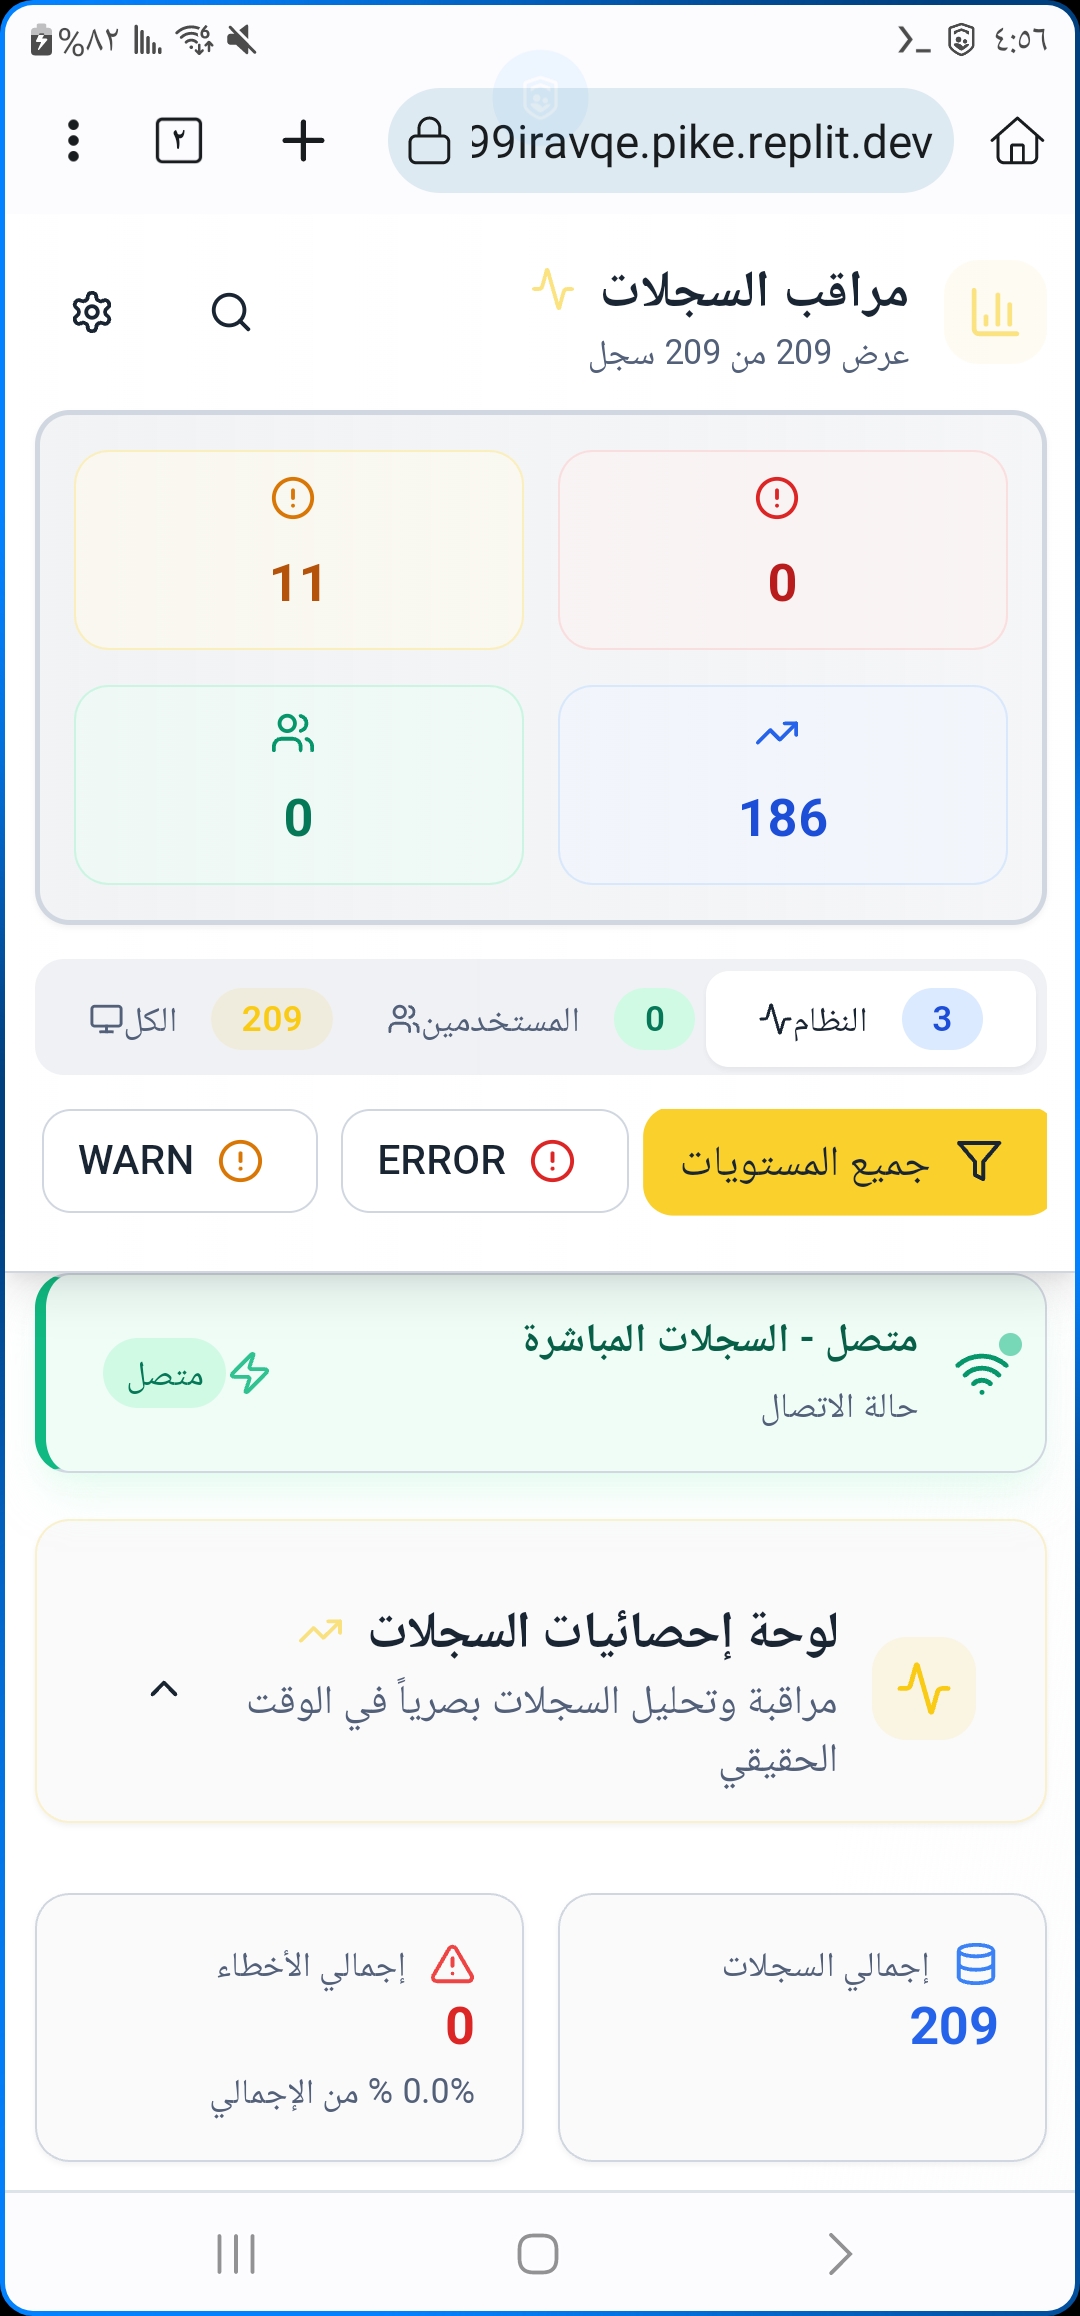 ٤:٥٦
%٨٢
6
99iravqe.pike.replit.dev
٢
مراقب السجلات
عرض 209 من 209 سجل
0
11
186
0
3 النظام
0 المستخدمين
209 الكل
جميع المستويات
ERROR
WARN
متصل - السجلات المباشرة
حالة الاتصال
متصل
لوحة إحصائيات السجلات
مراقبة وتحليل السجلات بصرياً في الوقت
الحقيقي
إجمالي السجلات
209
إجمالي الأخطاء
0
0.0% % من الإجمالي